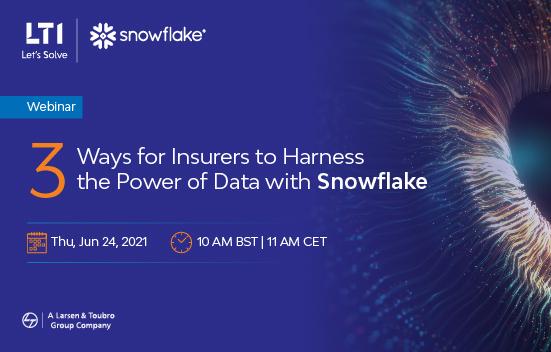 LTI
Let's Solve
snowflake®
Webinar
3 Ways for Insurers to Harness
the Power of Data with Snowflake
Thu, Jun 24, 2021
10 AM BST | 11 AM CET
A Larsen & Toubro
Group Company